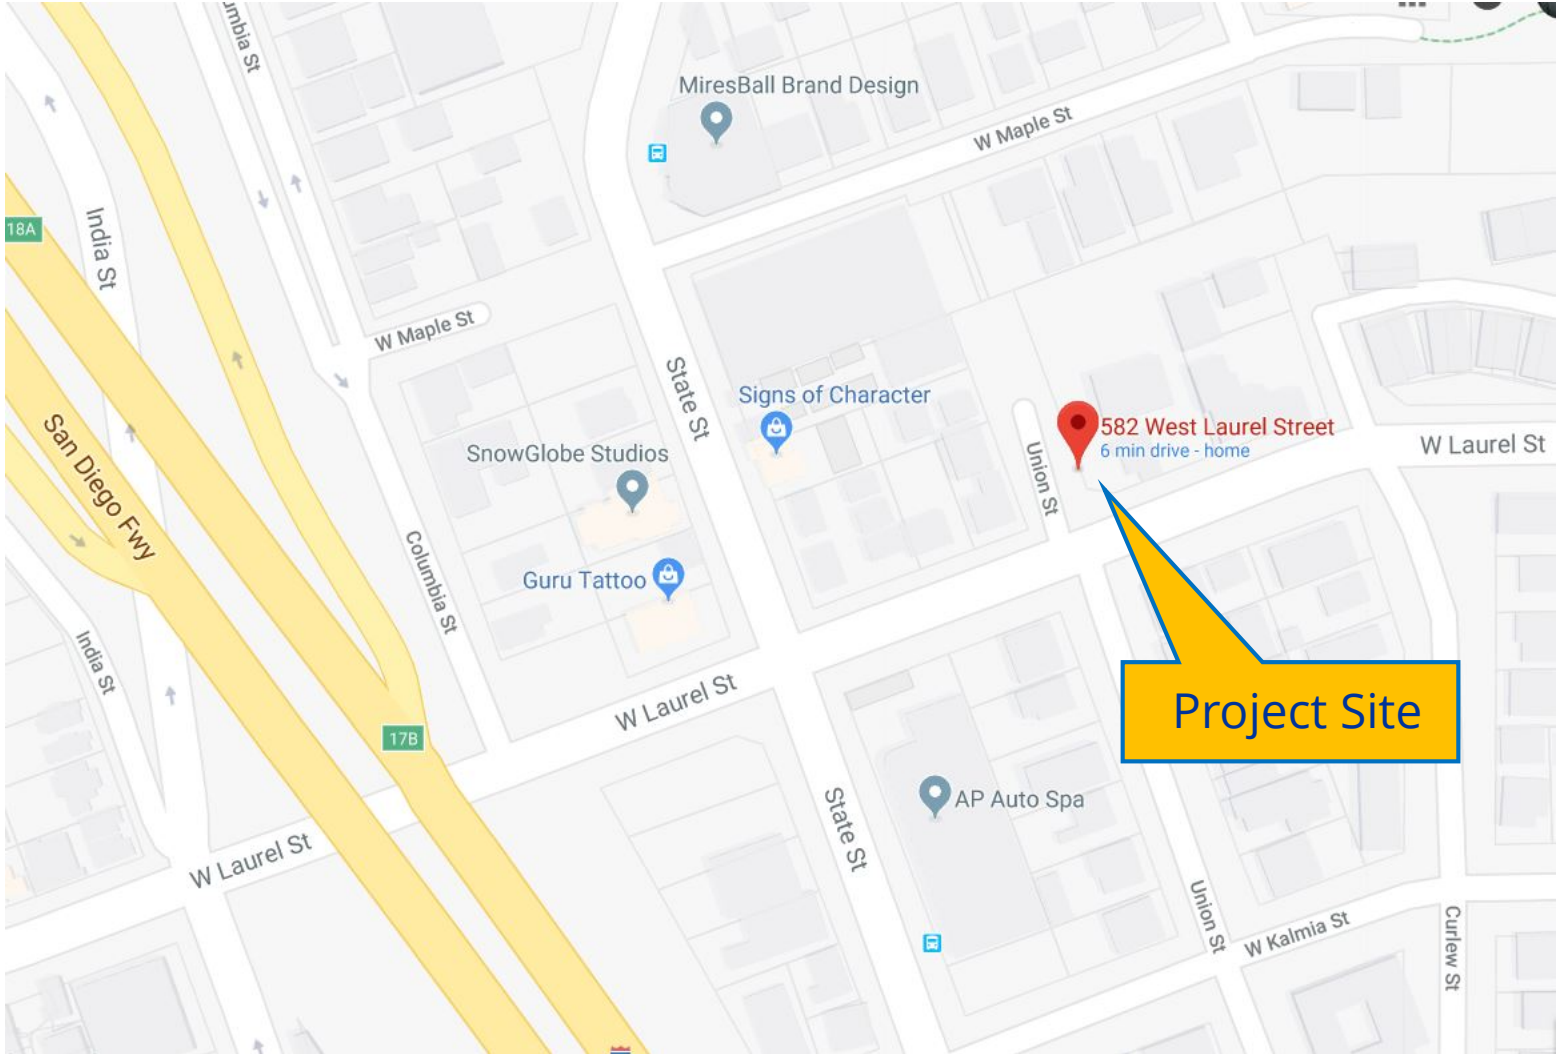 umbia St
MiresBall Brand Design
W Maple St
18A
India St
W Maple St
State St
Signs of Character
582 West Laurel Street
6 min drive - home
W Laurel St
San Diego Fwy
SnowGlobe Studios
Union St
Columbia St
Guru Tattoo
India St
W Laurel St
Project Site
17B
State St
AP Auto Spa
W Laurel St
Union St
W Kalmia St
Curlew St